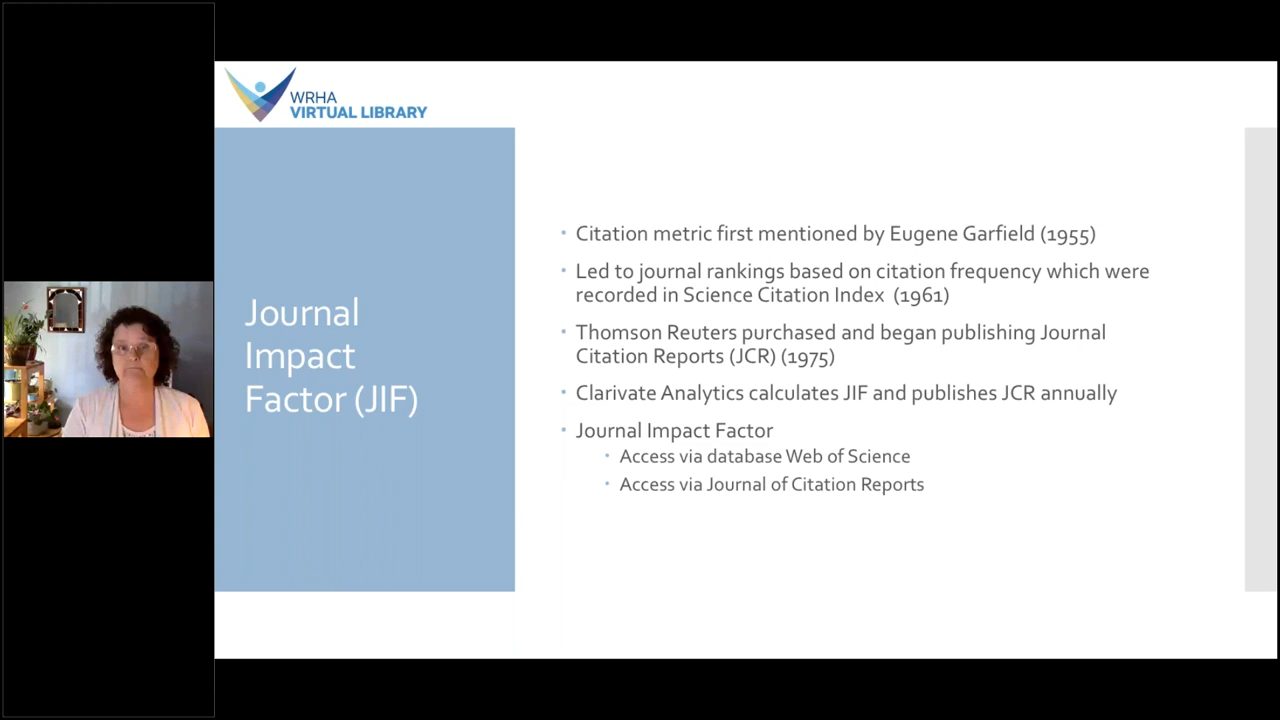 WRHA
VIRTUAL LIBRARY
Journal
Impact
Factor (JIF)
• Citation metric first mentioned by Eugene Garfield (1955)
• Led to journal rankings based on citation frequency which were
recorded in Science Citation Index (1961)
• Thomson Reuters purchased and began publishing Journal
Citation Reports (JCR) (1975)
• Clarivate Analytics calculates JIF and publishes JCR annually
• Journal Impact Factor
• Access via database Web of Science
• Access via Journal of Citation Reports